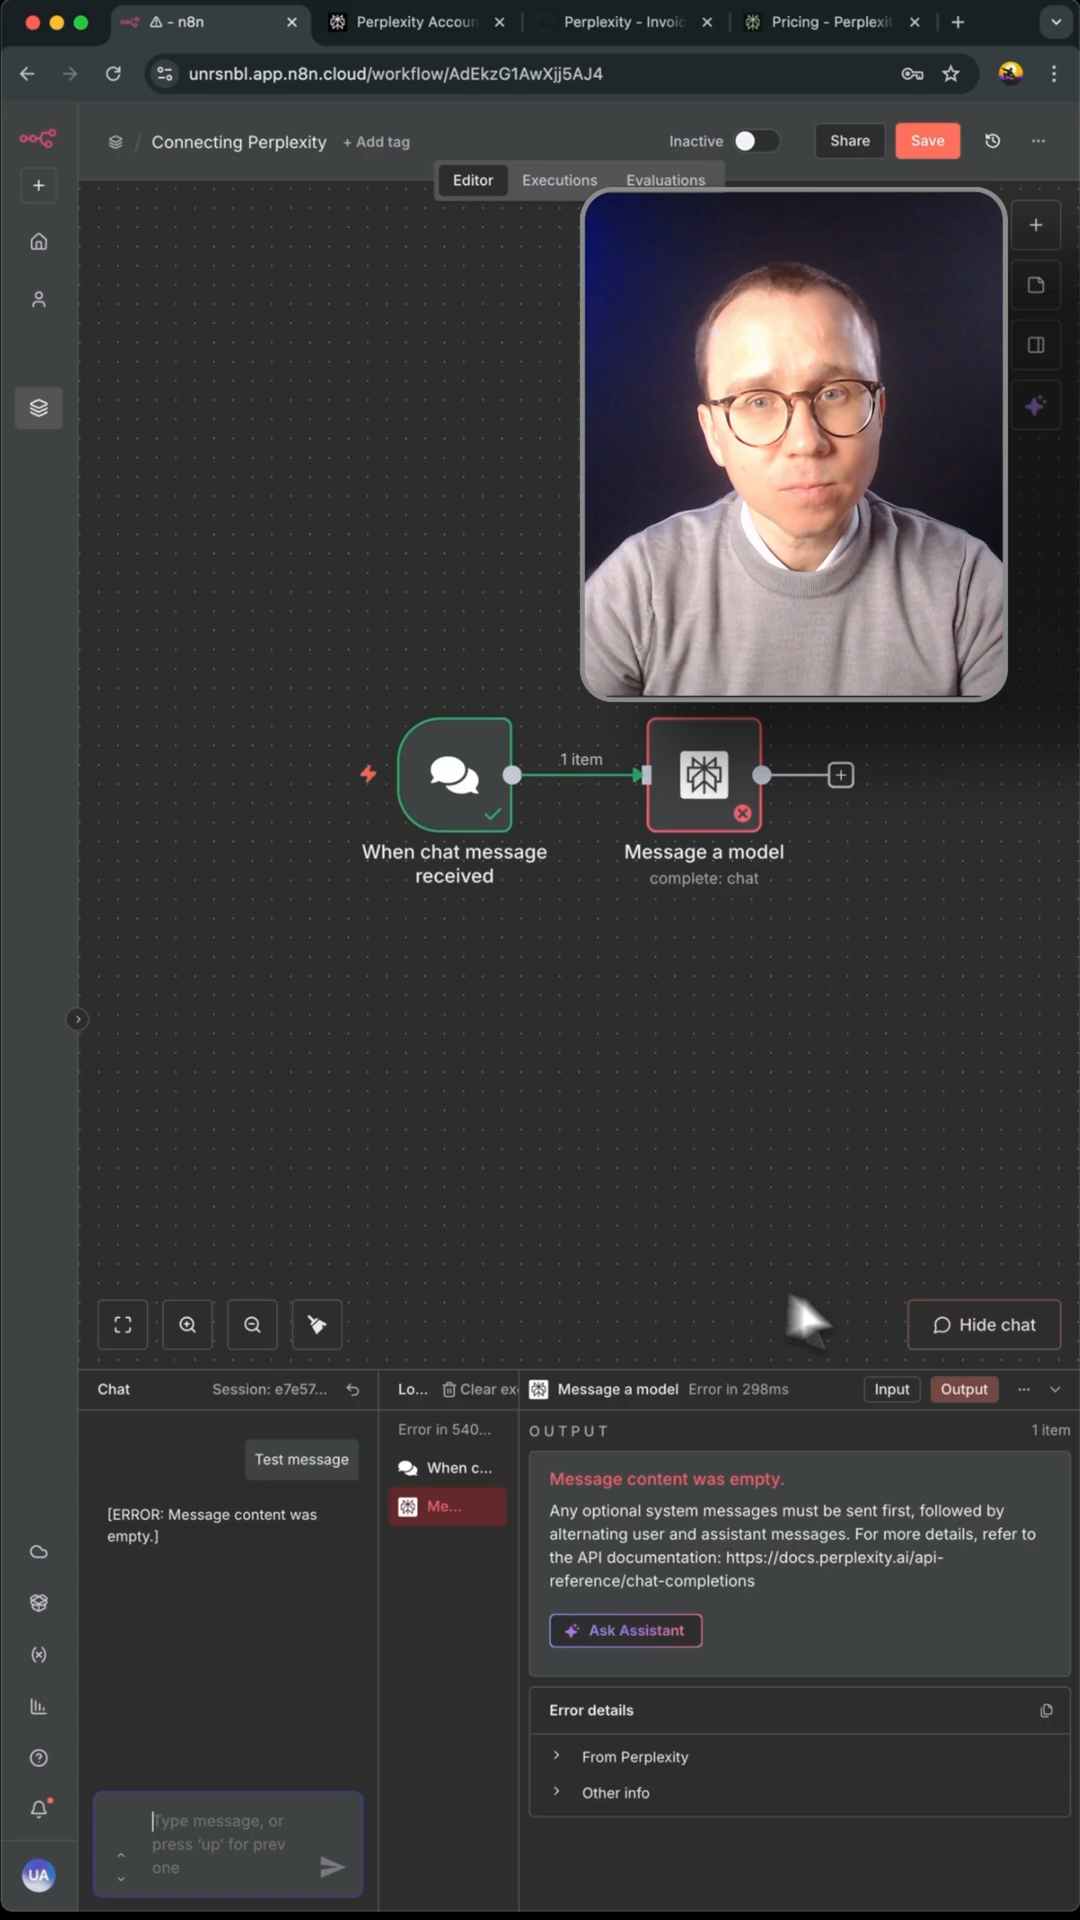 ⚠ - n8n
Perplexity Accoun
Perplexity - Invoic
Pricing - Perplexit
unrsnbl.app.n8n.cloud/workflow/AdEkzG1AwXjj5AJ4
/ Connecting Perplexity + Add tag
Inactive
Share
Save
Editor
Executions
Evaluations
1 item
When chat message
received
Message a model
complete: chat
Hide chat
Chat
Session: e7e57...
Lo...
Clear exe
Message a model Error in 298ms
Input
Output
Error in 540...
OUTPUT
1 item
Test message
When c...
Me...
[ERROR: Message content was
empty.]
Message content was empty.
Any optional system messages must be sent first, followed by
alternating user and assistant messages. For more details, refer to
the API documentation: https://docs.perplexity.ai/api-
reference/chat-completions
Ask Assistant
Error details
From Perplexity
Other info
Type message, or
press ‘up’ for prev
one
UA